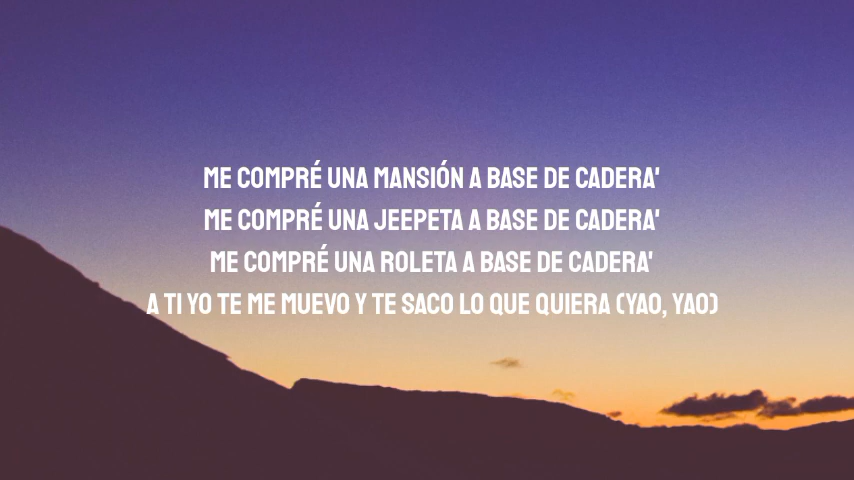 ME COMPRÉ UNA MANSIÓN A BASE DE CADERA'
ME COMPRÉ UNA JEEPETA A BASE DE CADERA'
ME COMPRÉ UNA ROLETA A BASE DE CADERA'
A TI YO TE ME MUEVO Y TE SACO LO QUE QUIERA (YAO, YAO)